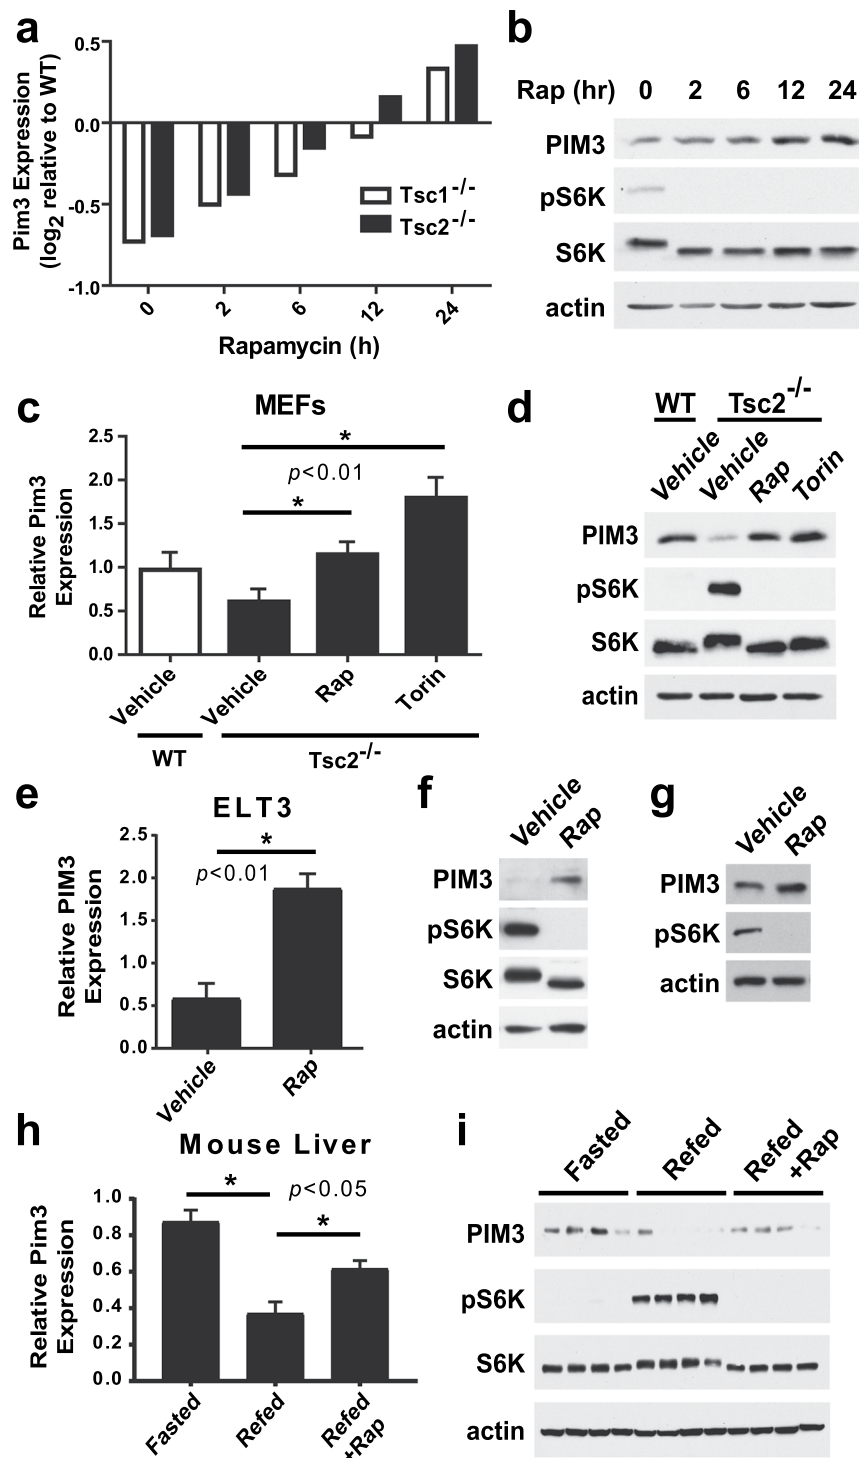 a
Pim3 Expression
(log2 relative to WT)
0.5
0.0
-0.5
-1.0
Tsc1-/-
Tsc2-/-
0 2 6 12 24
Rapamycin (h)
b
Rap (hr) 0 2 6 12 24
PIM3
pS6K
S6K
actin
c
MEFs
Relative Pim3
Expression
2.5
2.0
1.5
1.0
0.5
0.0
*
p<0.01
*
Vehicle Vehicle Rap Torin
WT Tsc2-/-
d
WT Tsc2-/-
Vehicle Vehicle Rap Torin
PIM3
pS6K
S6K
actin
e
ELT3
Relative PIM3
Expression
2.5
2.0
1.5
1.0
0.5
0.0
*
p<0.01
Vehicle Rap
f
Vehicle Rap
PIM3
pS6K
S6K
actin
g
Vehicle Rap
PIM3
pS6K
actin
h
Mouse Liver
Relative Pim3
Expression
1.0
0.8
0.6
0.4
0.2
0.0
* p<0.05
*
Fasted Refed Refed
+Rap
i
Fasted Refed Refed
+Rap
PIM3
pS6K
S6K
actin